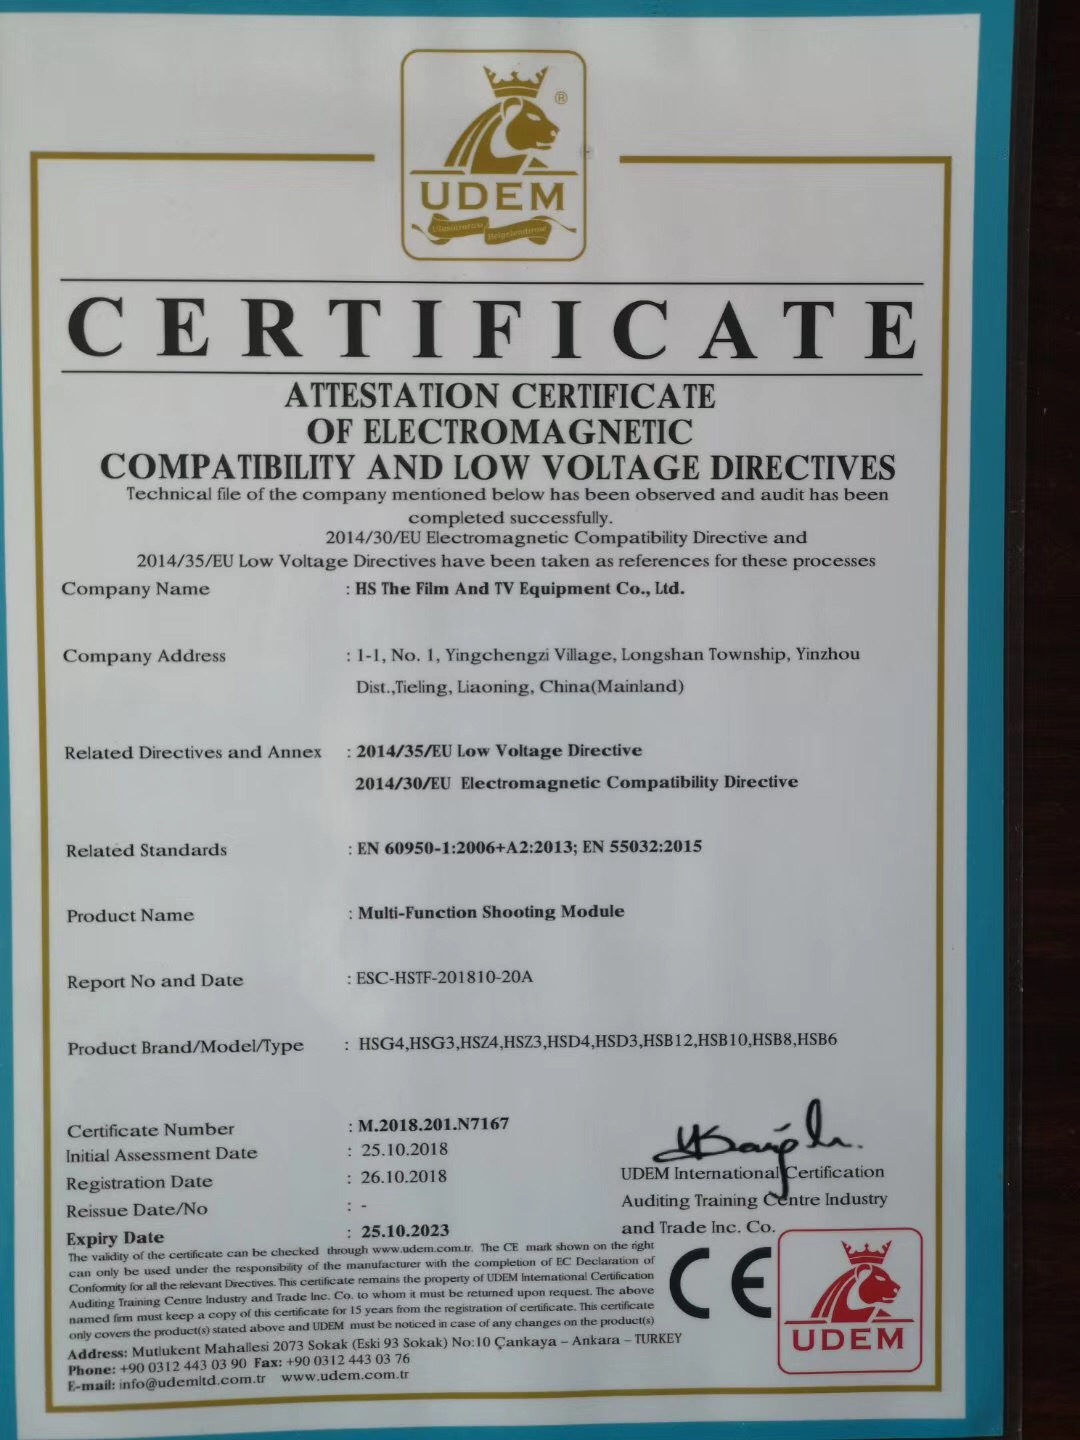 ®
UDEM
Uluslararası Belgelendirme
CERTIFICATE
ATTESTATION CERTIFICATE
OF ELECTROMAGNETIC
COMPATIBILITY AND LOW VOLTAGE DIRECTIVES
Technical file of the company mentioned below has been observed and audit has been
completed successfully.
2014/30/EU Electromagnetic Compatibility Directive and
2014/35/EU Low Voltage Directives have been taken as references for these processes
Company Name : HS The Film And TV Equipment Co., Ltd.
Company Address : 1-1, No. 1, Yingchengzi Village, Longshan Township, Yinzhou
Dist.,Tieling, Liaoning, China(Mainland)
Related Directives and Annex : 2014/35/EU Low Voltage Directive
2014/30/EU Electromagnetic Compatibility Directive
Related Standards : EN 60950-1:2006+A2:2013; EN 55032:2015
Product Name : Multi-Function Shooting Module
Report No and Date : ESC-HSTF-201810-20A
Product Brand/Model/Type : HSG4,HSG3,HSZ4,HSZ3,HSD4,HSD3,HSB12,HSB10,HSB8,HSB6
Certificate Number : M.2018.201.N7167
Initial Assessment Date : 25.10.2018
Registration Date : 26.10.2018
Reissue Date/No : -
Expiry Date : 25.10.2023
UDEM International Certification
Auditing Training Centre Industry
and Trade Inc. Co.
The validity of the certificate can be checked through www.udem.com.tr. The CE mark shown on the right
can only be used under the responsibility of the manufacturer with the completion of EC Declaration of
Conformity for all the relevant Directives. This certificate remains the property of UDEM International Certification
Auditing Training Centre Industry and Trade Inc. Co. to whom it must be returned upon request. The above
named firm must keep a copy of this certificate for 15 years from the registration of certificate. This certificate
only covers the product(s) stated above and UDEM must be noticed in case of any changes on the product(s)
Address: Mutlukent Mahallesi 2073 Sokak (Eski 93 Sokak) No:10 Çankaya – Ankara – TURKEY
Phone: +90 0312 443 03 90 Fax: +90 0312 443 03 76
E-mail: info@udemltd.com.tr www.udem.com.tr
CE
UDEM